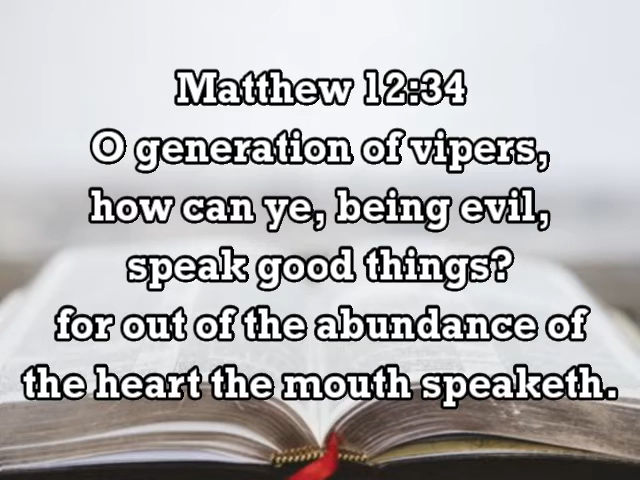 Matthew 12:34
O generation of vipers,
how can ye, being evil,
speak good things?
for out of the abundance of
the heart the mouth speaketh.